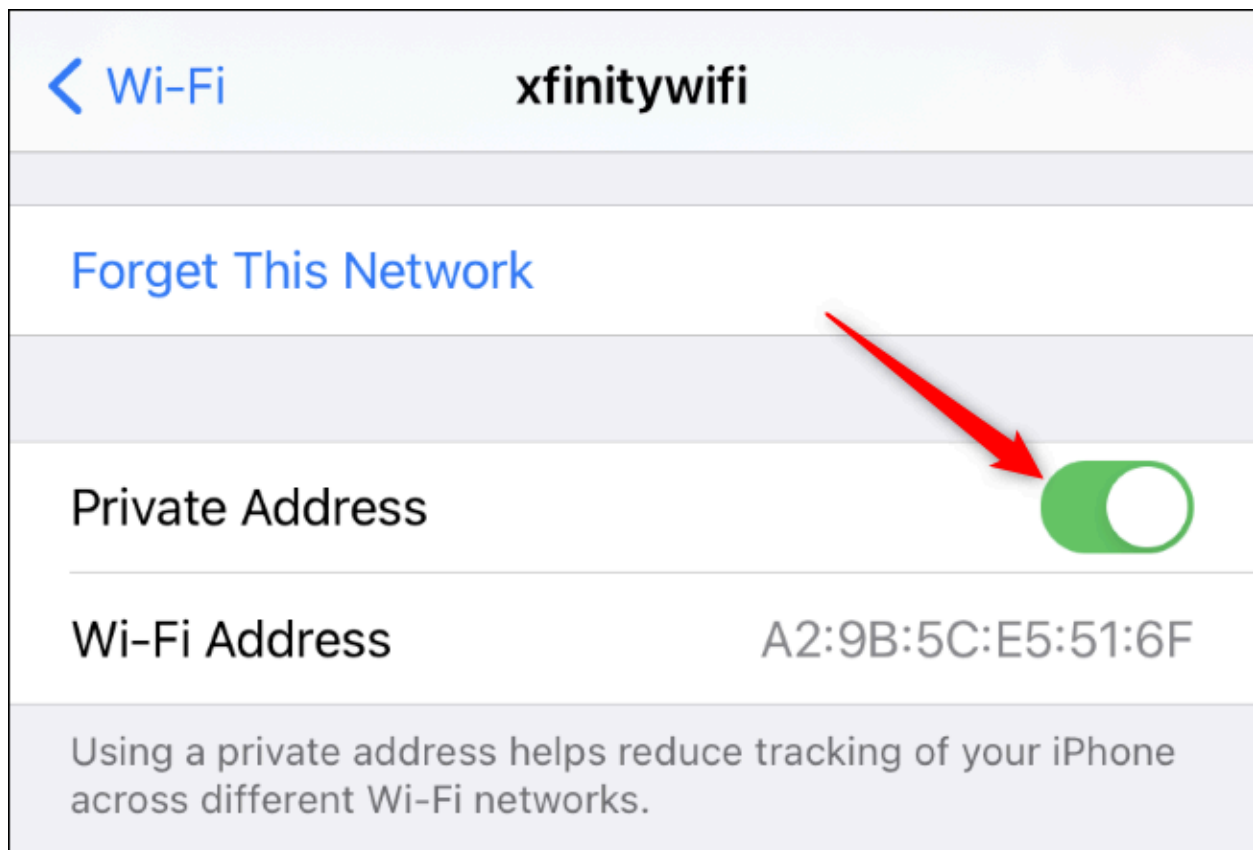 Wi-Fi
xfinitywifi
Forget This Network
Private Address
Wi-Fi Address A2:9B:5C:E5:51:6F
Using a private address helps reduce tracking of your iPhone
across different Wi-Fi networks.